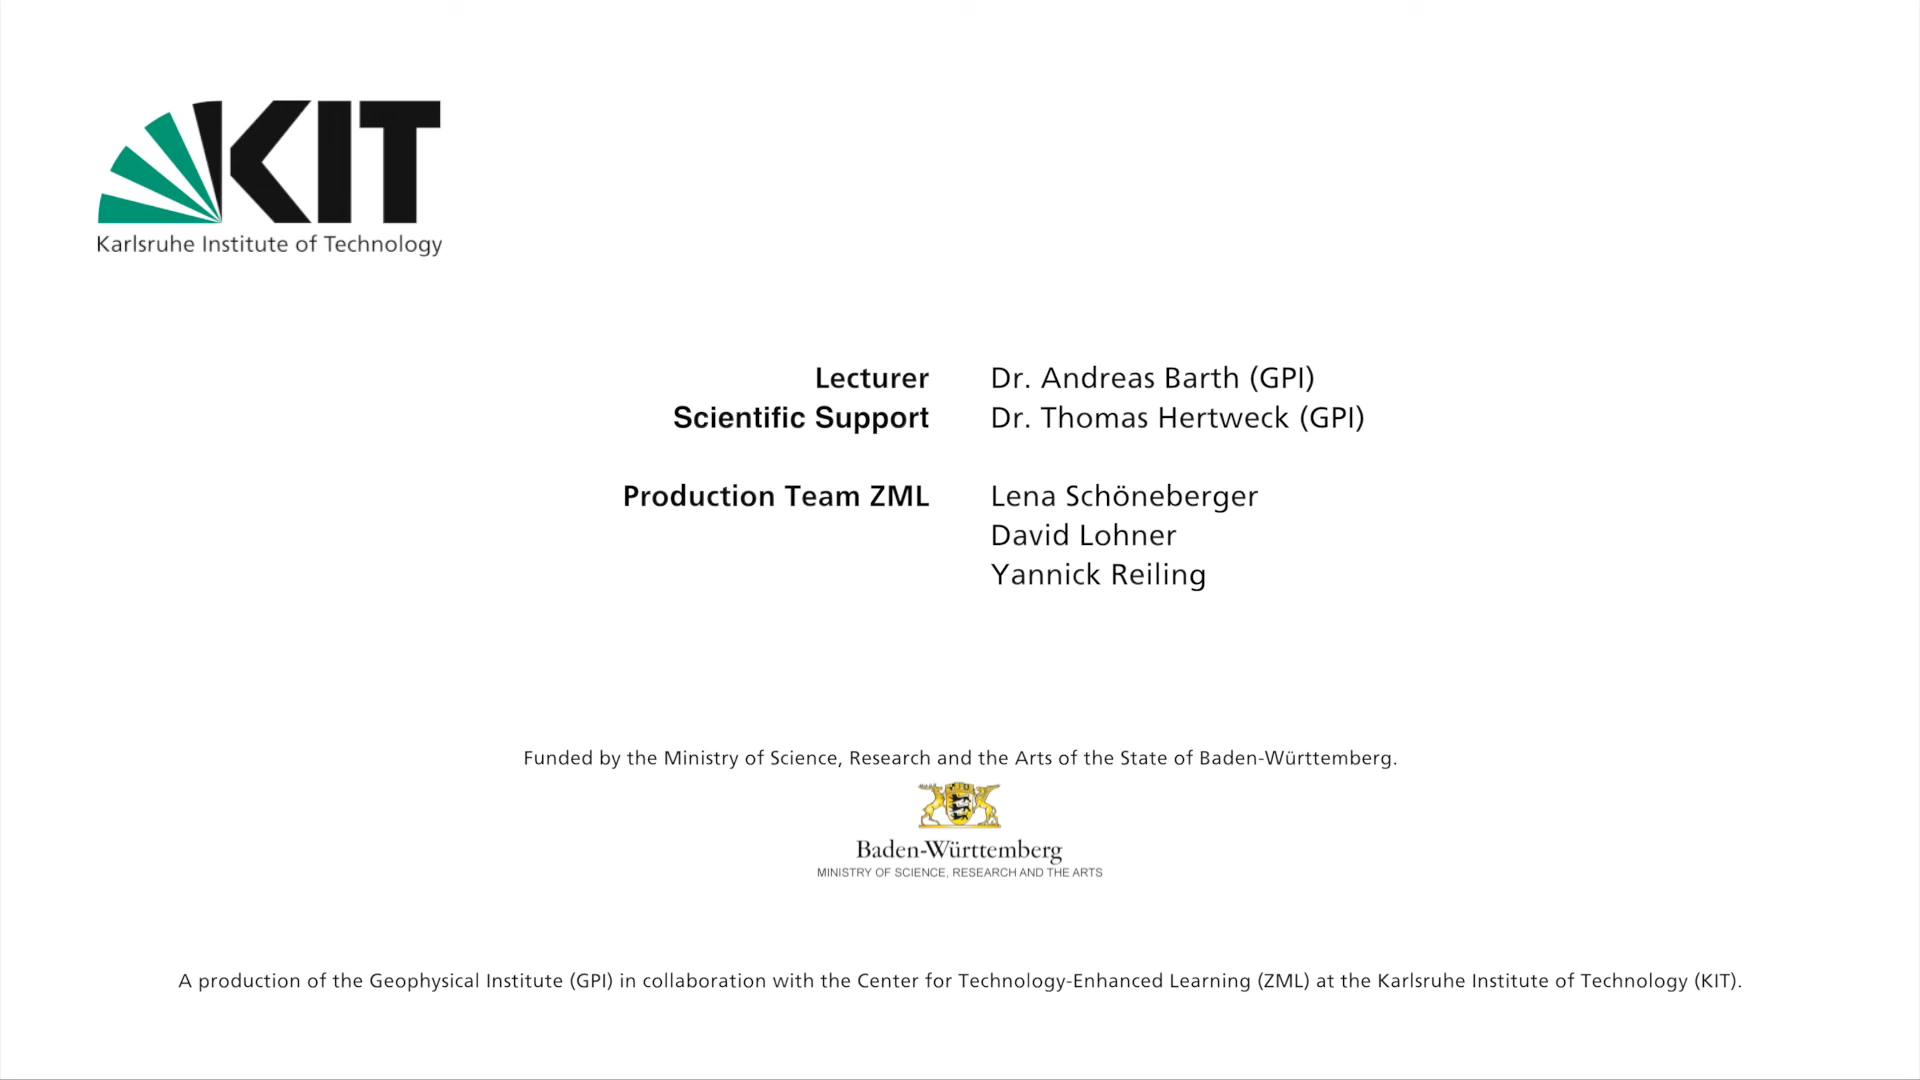 KIT
Karlsruhe Institute of Technology
Lecturer Dr. Andreas Barth (GPI)
Scientific Support Dr. Thomas Hertweck (GPI)
Production Team ZML Lena Schöneberger
David Lohner
Yannick Reiling
Funded by the Ministry of Science, Research and the Arts of the State of Baden-Württemberg.
Baden-Württemberg
MINISTRY OF SCIENCE, RESEARCH AND THE ARTS
A production of the Geophysical Institute (GPI) in collaboration with the Center for Technology-Enhanced Learning (ZML) at the Karlsruhe Institute of Technology (KIT).